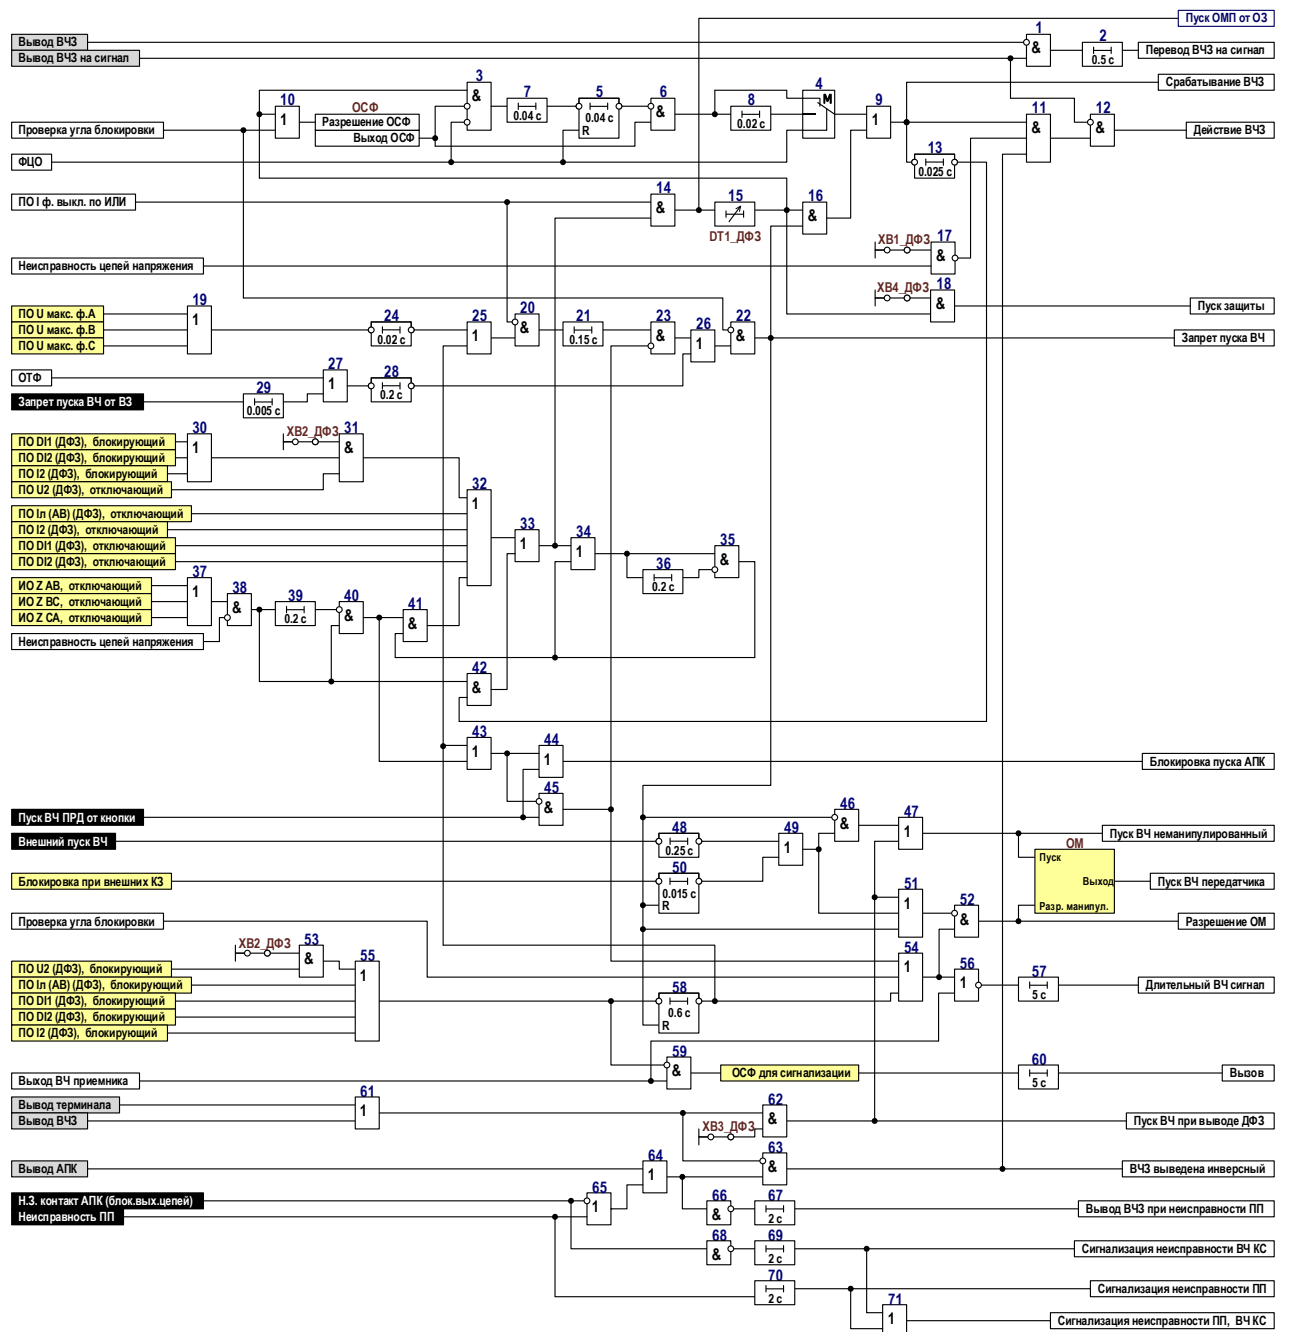 Пуск ОМП от ОЗ
1
2
Вывод ВЧЗ
&
Перевод ВЧЗ на сигнал
Вывод ВЧЗ на сигнал
0.5 с
3
4
Срабатывание ВЧЗ
7
5
6
8
М
9
10
ОСФ
&
11
12
0.04 с
0.04 с
&
0.02 с
1
&
&
1
Разрешение ОСФ
R
Проверка угла блокировки
Выход ОСФ
Действие ВЧЗ
13
ФЦО
0.025 с
14
15
16
ПО I ф. выкл. по ИЛИ
&
&
DT1_ДФЗ
17
XB1_ДФЗ
&
Неисправность цепей напряжения
18
XB4_ДФЗ
&
19
Пуск защиты
ПО U макс. ф.А
1
20
24
25
21
23
26
22
ПО U макс. ф.В
&
0.02 с
1
0.15 с
&
1
&
ПО U макс. ф.С
Запрет пуска ВЧ
27
28
ОТФ
1
0.2 с
29
Запрет пуска ВЧ от ВЗ
0.005 с
30
31
XB2_ДФЗ
ПО DI1 (ДФЗ), блокирующий
1
&
ПО DI2 (ДФЗ), блокирующий
ПО I2 (ДФЗ), блокирующий
ПО U2 (ДФЗ), отключающий
32
1
ПО Iл (АВ) (ДФЗ), отключающий
33
34
35
ПО I2 (ДФЗ), отключающий
1
1
&
ПО DI1 (ДФЗ), отключающий
36
ПО DI2 (ДФЗ), отключающий
0.2 с
37
ИО Z АВ, отключающий
1
38
39
40
41
ИО Z ВС, отключающий
&
0.2 с
&
&
ИО Z СА, отключающий
Неисправность цепей напряжения
42
&
43
44
1
1
Блокировка пуска АПК
45
&
Пуск ВЧ ПРД от кнопки
46
47
&
1
Пуск ВЧ неманипулированный
Внешний пуск ВЧ
48
49
0.25 с
1
ОМ
Пуск
50
Блокировка при внешних КЗ
0.015 с
Выход
Пуск ВЧ передатчика
R
51
1
52
Разр. манипул.
&
Проверка угла блокировки
Разрешение ОМ
53
XB2_ДФЗ
&
54
55
1
56
57
ПО U2 (ДФЗ), блокирующий
1
1
5 с
Длительный ВЧ сигнал
ПО Iл (АВ) (ДФЗ), блокирующий
58
ПО DI1 (ДФЗ), блокирующий
0.6 с
ПО DI2 (ДФЗ), блокирующий
R
ПО I2 (ДФЗ), блокирующий
59
60
&
ОСФ для сигнализации
5 с
Вызов
Выход ВЧ приемника
61
62
Вывод терминала
1
&
Вывод ВЧЗ
XB3_ДФЗ
Пуск ВЧ при выводе ДФЗ
63
64
&
Вывод АПК
1
ВЧЗ выведена инверсный
65
66
67
Н.З. контакт АПК (блок.вых.цепей)
1
&
2 с
Вывод ВЧЗ при неисправности ПП
Неисправность ПП
68
69
&
2 с
Сигнализация неисправности ВЧ КС
70
2 с
Сигнализация неисправности ПП
71
1
Сигнализация неисправности ПП, ВЧ КС